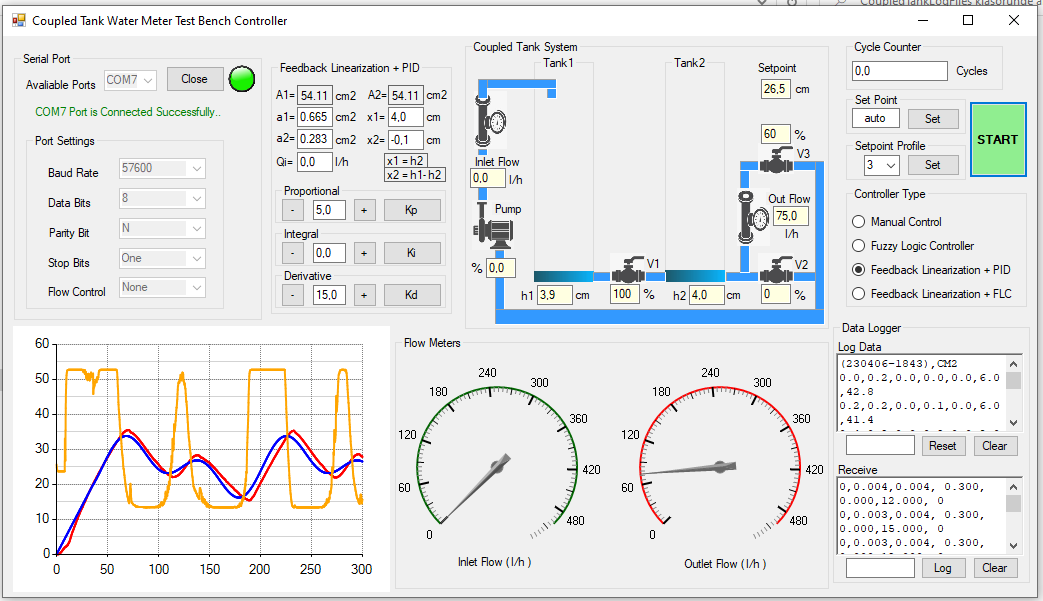 CoupledTankLogFiles klasöründe a
Coupled Tank Water Meter Test Bench Controller
Serial Port
Avaliable Ports COM7 Close
COM7 Port is Connected Successfully..
Port Settings
Baud Rate 57600
Data Bits 8
Parity Bit N
Stop Bits One
Flow Control None
Feedback Linearization + PID
A1= 54.11 cm2 A2= 54.11 cm2
a1= 0.665 cm2 x1= 4,0 cm
a2= 0.283 cm2 x2= -0,1 cm
Qi= 0,0 l/h
x1 = h2
x2 = h1- h2
Proportional
- 5,0 + Kp
Integral
- 0,0 + Ki
Derivative
- 15,0 + Kd
Coupled Tank System
Tank1
Tank2
Setpoint
26,5 cm
60 %
V3
Inlet Flow
0,0 l/h
Pump
% 0,0
Out Flow
75,0
l/h
V1
V2
h1 3,9 cm 100 % h2 4,0 cm 0 %
Cycle Counter
0,0 Cycles
Set Point
auto Set
Setpoint Profile
3 Set
START
Controller Type
Manual Control
Fuzzy Logic Controller
Feedback Linearization + PID
Feedback Linearization + FLC
60
50
40
30
20
10
0
0 50 100 150 200 250 300
Flow Meters
0 60 120 180 240 300 360 420 480
Inlet Flow ( l/h )
0 60 120 180 240 300 360 420 480
Outlet Flow ( l/h )
Data Logger
Log Data
(230406-1843),CM2
0.0,0.2,0.0,0.0,0.0,6.0
,42.8
0.2,0.2,0.0,0.1,0.0,6.0
,41.4
Reset Clear
Receive
0,0.004,0.004, 0.300,
0.000,12.000, 0
0,0.003,0.004, 0.300,
0.000,15.000, 0
0,0.003,0.004, 0.300,
Log Clear